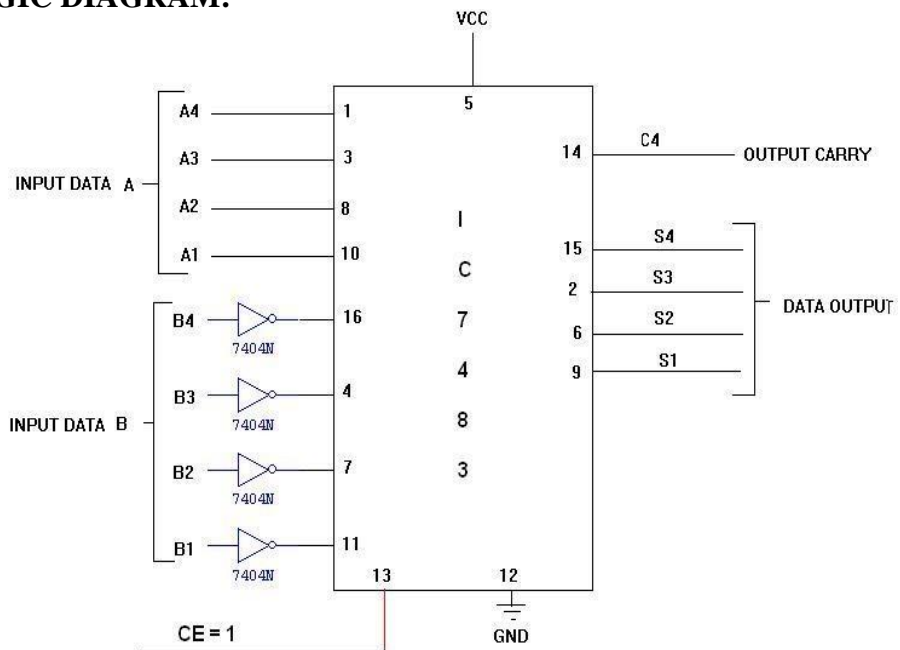 GIC DIAGRAM:
VCC
5
A4 1
A3 3
A2 8
A1 10
INPUT DATA A
14 C4 OUTPUT CARRY
15 S4
2 S3
6 S2
9 S1
DATA OUTPUT
I
C
7
4
8
3
B4 16
7404N
B3 4
7404N
INPUT DATA B
B2 7
7404N
B1 11
7404N
13
12
CE = 1
GND